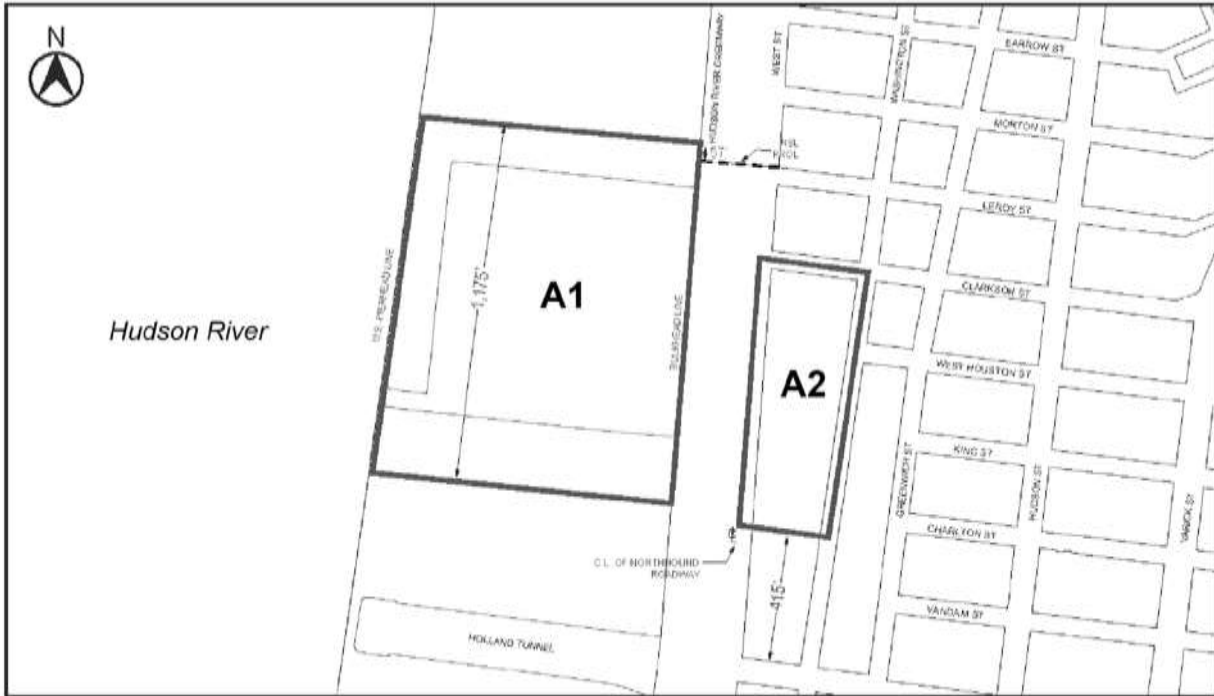 N
HUDSON RIVER GREENWAY
WEST ST
WASHINGTON ST
BARROW ST
MORTON ST
LEROY ST
1,175'
A1
U.S. PIERHEAD LINE
BULKHEAD LINE
Hudson River
CLARKSON ST
A2
WEST HOUSTON ST
KING ST
GREENWICH ST
HUDSON ST
VARICK ST
CHARLTON ST
C.L. OF NORTHBOUND
ROADWAY
415'
VANDAM ST
HOLLAND TUNNEL